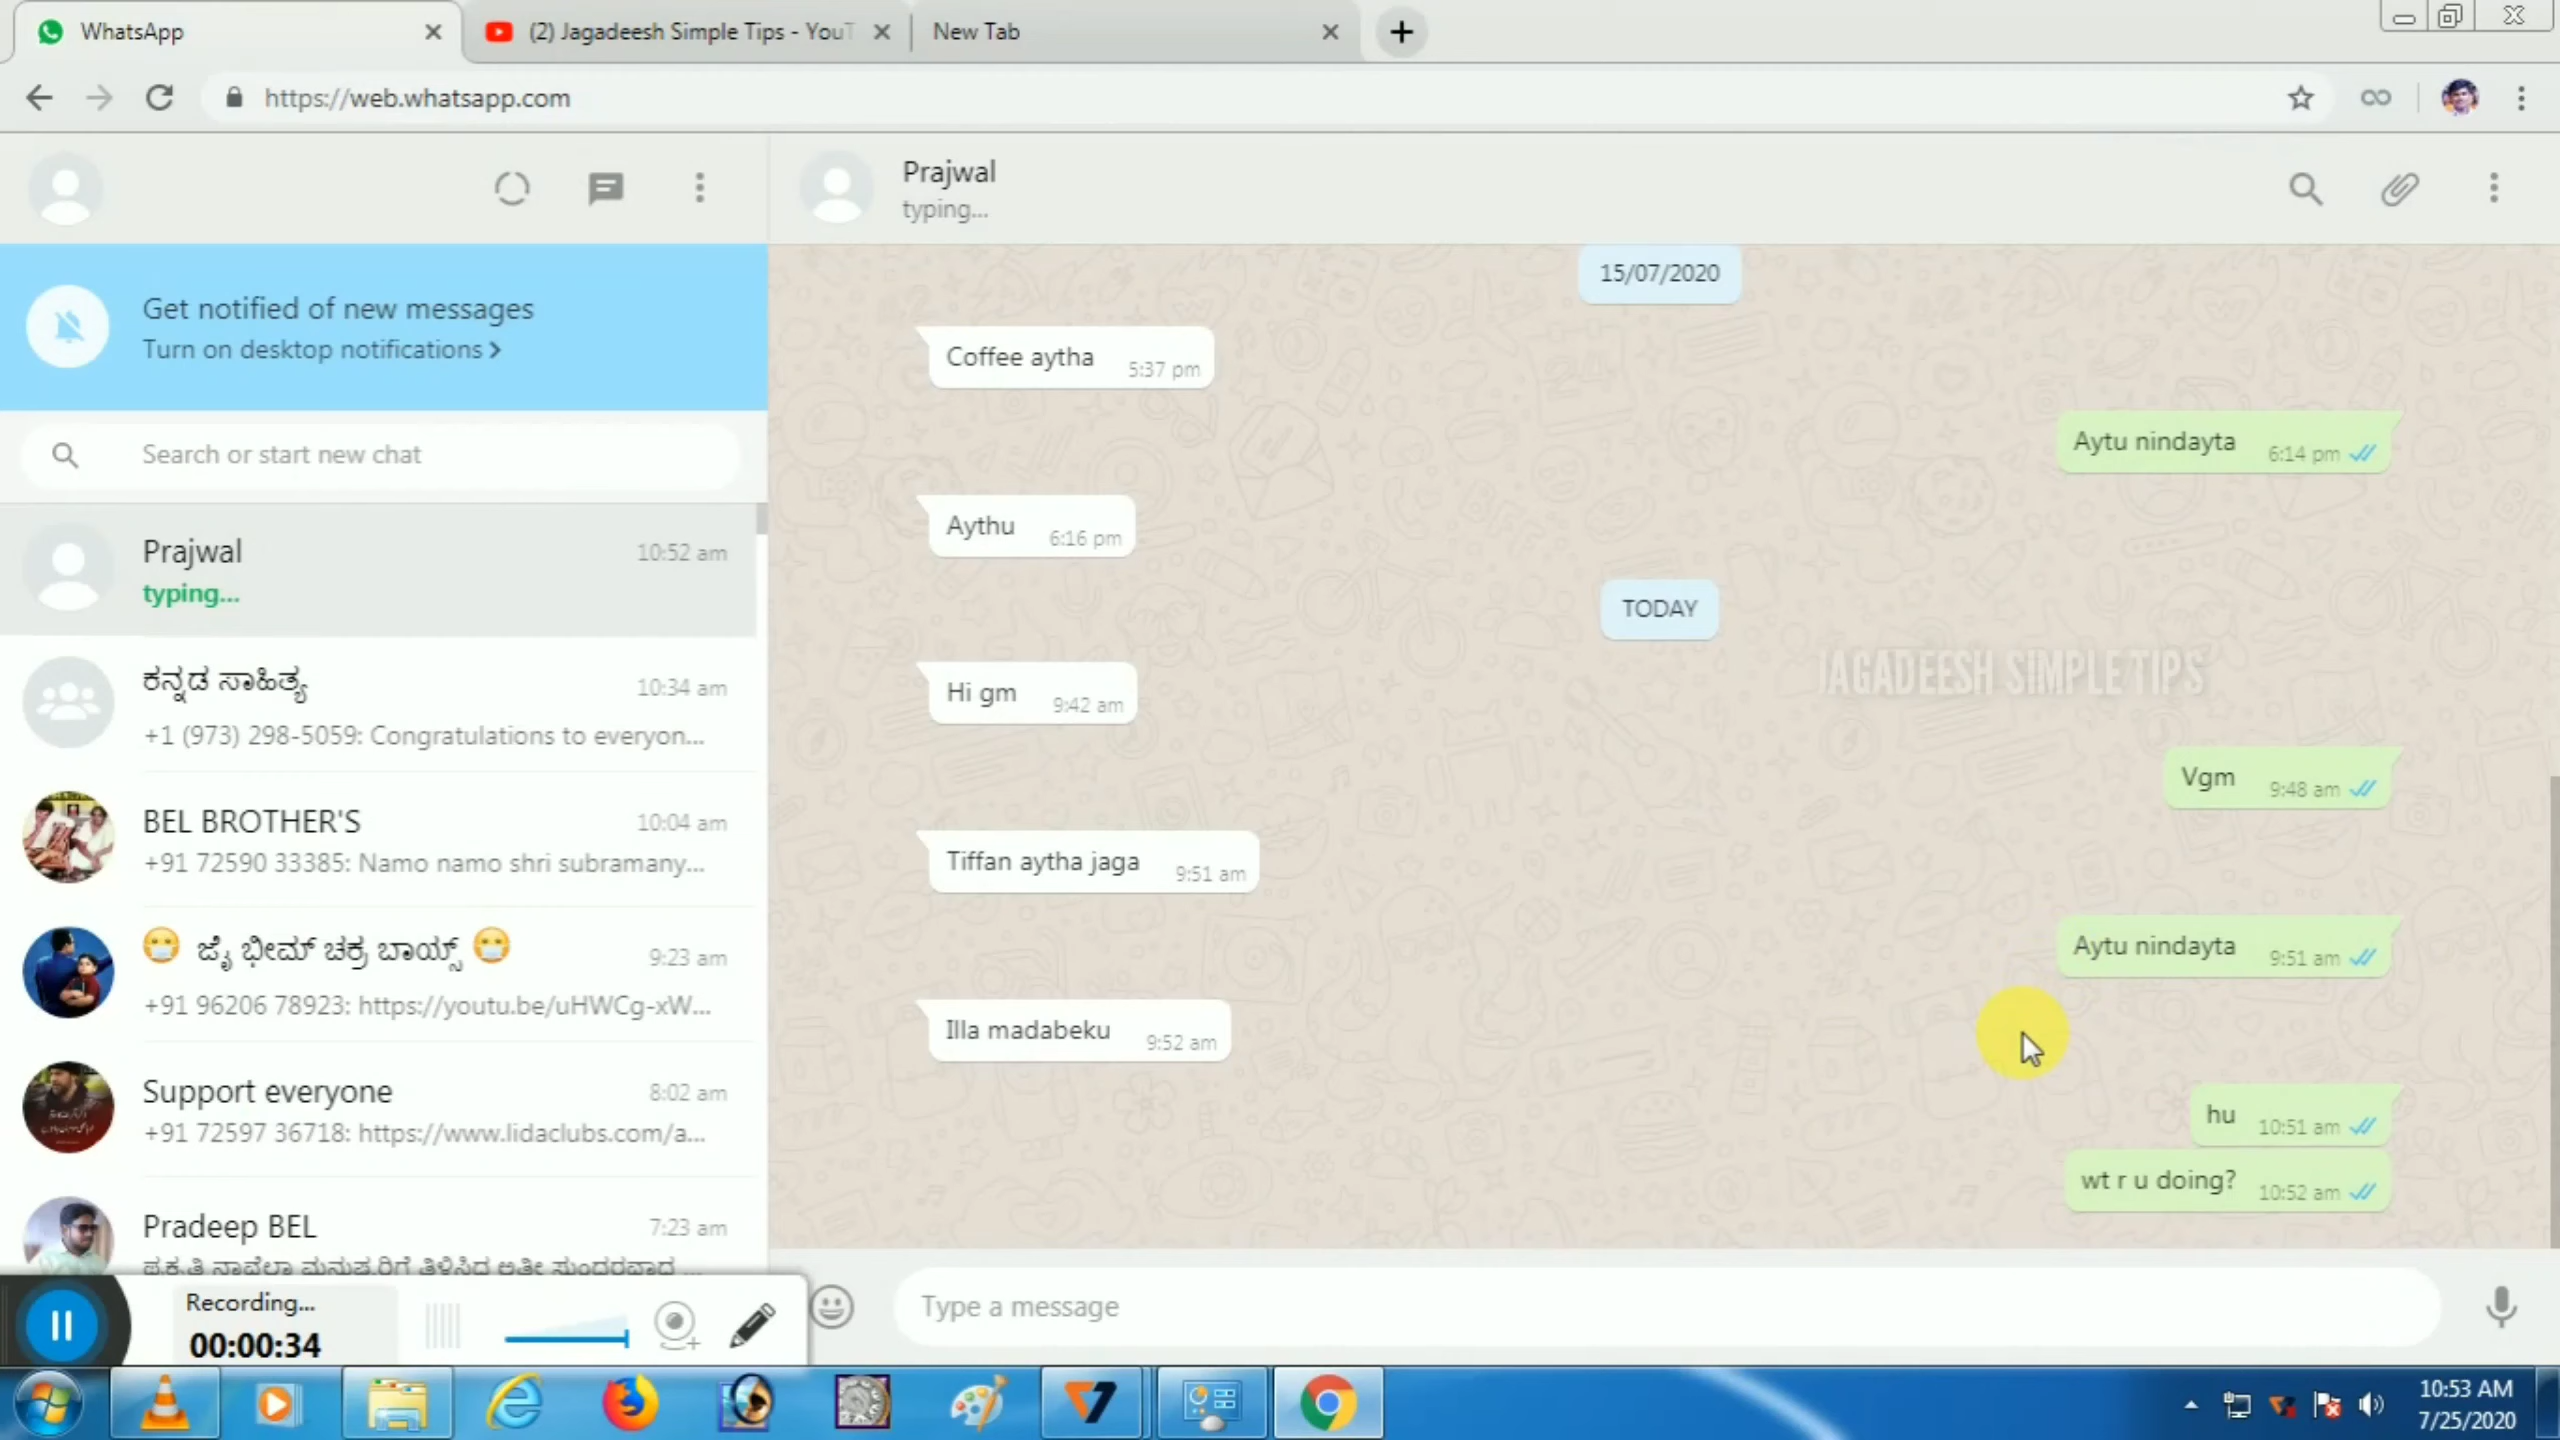 WhatsApp
(2) Jagadeesh Simple Tips - YouT
New Tab
https://web.whatsapp.com
Prajwal
typing...
Get notified of new messages
Turn on desktop notifications
Search or start new chat
Prajwal
10:52 am
typing...
ಕನ್ನಡ ಸಾಹಿತ್ಯ
10:34 am
+1 (973) 298-5059: Congratulations to everyon...
BEL BROTHER'S
10:04 am
+91 72590 33385: Namo namo shri subramany...
ಜೈ ಭೀಮ್ ಚಕ್ರ ಬಾಯ್ಸ್
9:23 am
+91 96206 78923: https://youtu.be/uHWCg-xW...
Support everyone
8:02 am
+91 72597 36718: https://www.lidaclubs.com/a...
Pradeep BEL
7:23 am
15/07/2020
Coffee aytha
5:37 pm
Aytu nindayta
6:14 pm
Aythu
6:16 pm
TODAY
JAGADEESH SIMPLE TIPS
Hi gm
9:42 am
Vgm
9:48 am
Tiffan aytha jaga
9:51 am
Aytu nindayta
9:51 am
Illa madabeku
9:52 am
hu
10:51 am
wt r u doing?
10:52 am
Type a message
Recording...
00:00:34
10:53 AM
7/25/2020